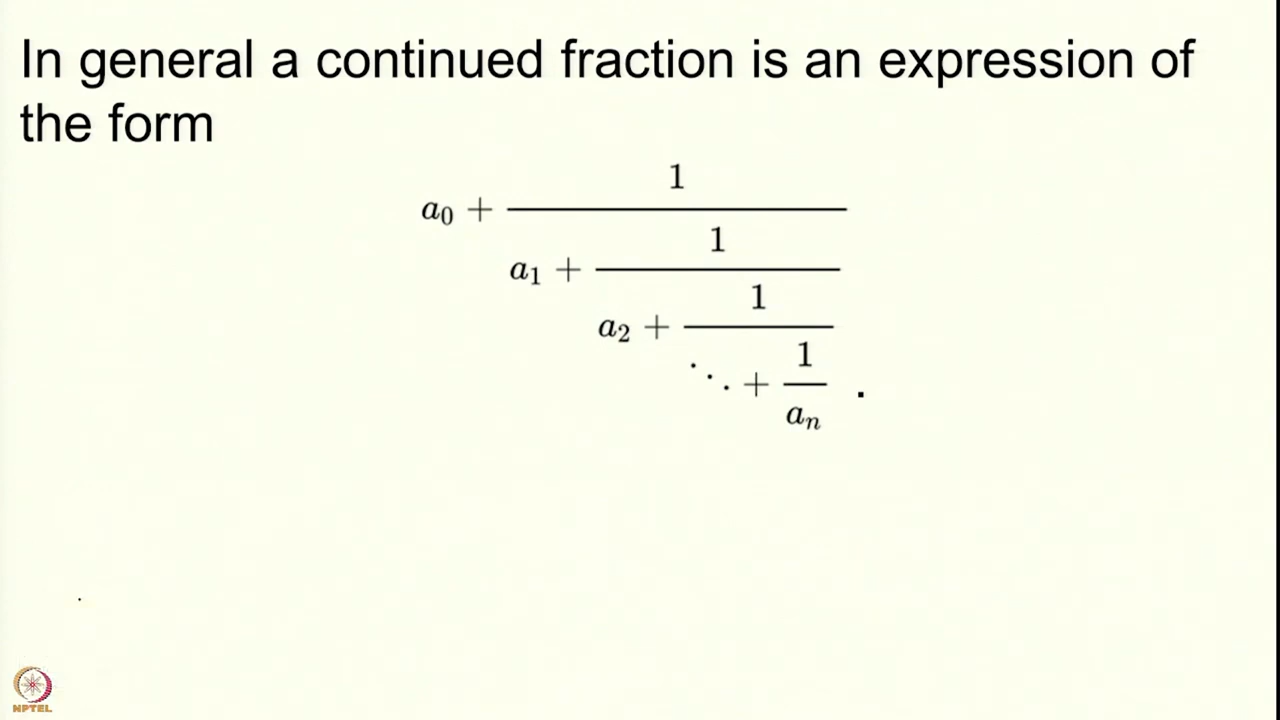 In general a continued fraction is an expression of
the form
a₀ + 1
a₁ + 1
a₂ + 1
⋱ + 1
aₙ .
NPTEL